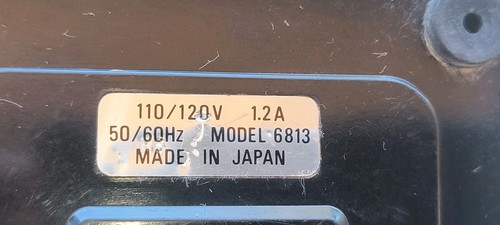 110/120V 1.2A
50/60Hz MODEL 6813
MADE IN JAPAN